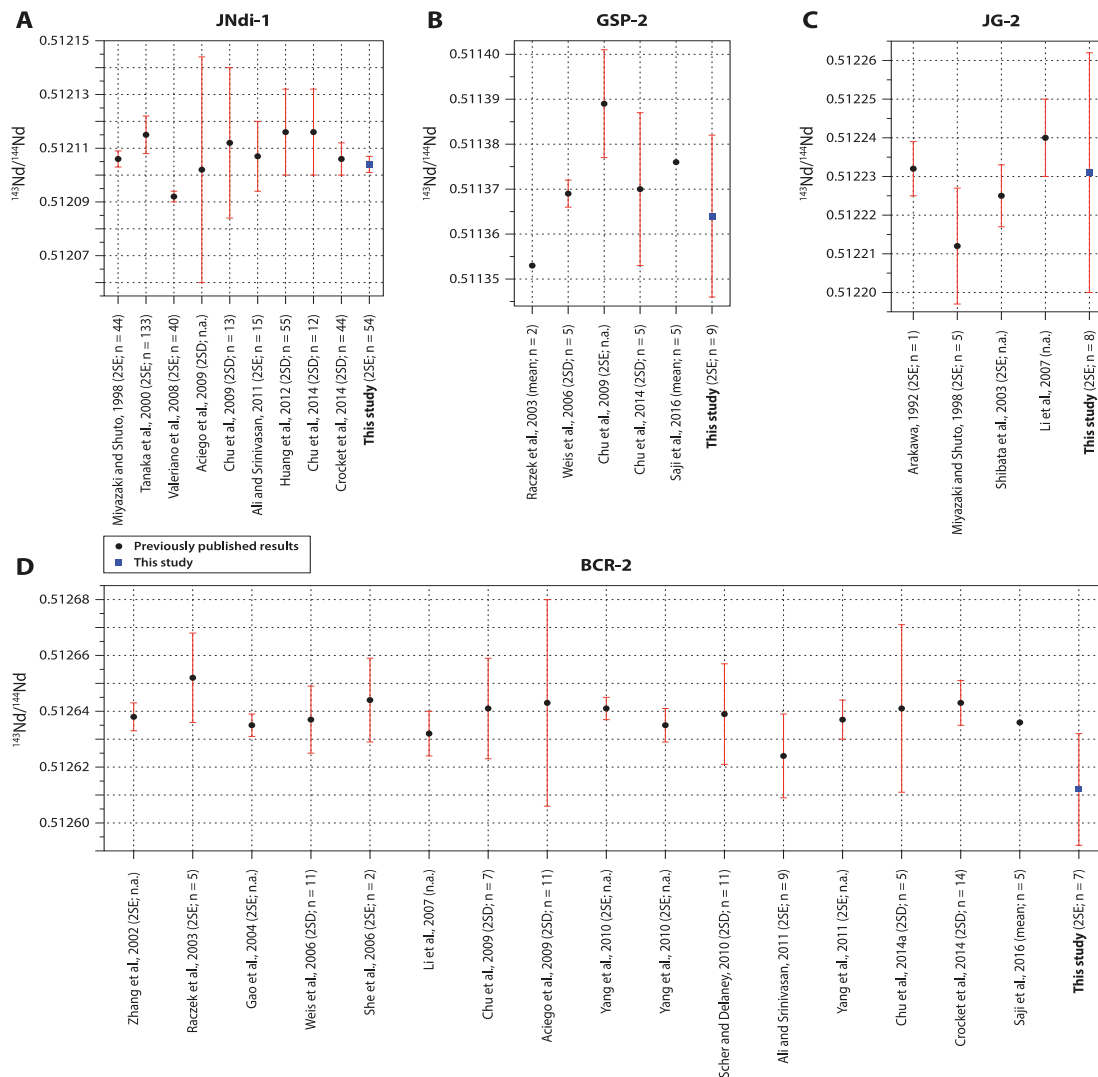 A
JNdi-1
0.51215
0.51213
0.51211
0.51209
0.51207
143Nd/144Nd
Miyazaki and Shuto, 1998 (2SE; n = 44)
Tanaka et al., 2000 (2SE; n = 133)
Valeriano et al., 2008 (2SE; n = 40)
Aciego et al., 2009 (2SD; n.a.)
Chu et al., 2009 (2SD; n = 13)
Ali and Srinivasan, 2011 (2SE; n = 15)
Huang et al., 2012 (2SD; n = 55)
Chu et al., 2014 (2SD; n = 12)
Crocket et al., 2014 (2SD; n = 44)
This study (2SE; n = 54)
B
GSP-2
0.51140
0.51139
0.51138
0.51137
0.51136
0.51135
143Nd/144Nd
Raczek et al., 2003 (mean; n = 2)
Weis et al., 2006 (2SD; n = 5)
Chu et al., 2009 (2SE; n.a.)
Chu et al., 2014 (2SD; n = 5)
Saji et al., 2016 (mean; n = 5)
This study (2SE; n = 9)
C
JG-2
0.51226
0.51225
0.51224
0.51223
0.51222
0.51221
0.51220
143Nd/144Nd
Arakawa, 1992 (2SE; n = 1)
Miyazaki and Shuto, 1998 (2SE; n = 5)
Shibata et al., 2003 (2SE; n.a.)
Li et al., 2007 (n.a.)
This study (2SE; n = 8)
Previously published results
This study
D
BCR-2
0.51268
0.51266
0.51264
0.51262
0.51260
143Nd/144Nd
Zhang et al., 2002 (2SE; n.a.)
Raczek et al., 2003 (2SE; n = 5)
Gao et al., 2004 (2SE; n.a.)
Weis et al., 2006 (2SD; n = 11)
She et al., 2006 (2SE; n = 2)
Li et al., 2007 (n.a.)
Chu et al., 2009 (2SD; n = 7)
Aciego et al., 2009 (2SD; n = 11)
Yang et al., 2010 (2SE; n.a.)
Yang et al., 2010 (2SE; n.a.)
Scher and Delaney, 2010 (2SD; n = 11)
Ali and Srinivasan, 2011 (2SE; n = 9)
Yang et al., 2011 (2SE; n.a.)
Chu et al., 2014a (2SD; n = 5)
Crocket et al., 2014 (2SD; n = 14)
Saji et al., 2016 (mean; n = 5)
This study (2SE; n = 7)